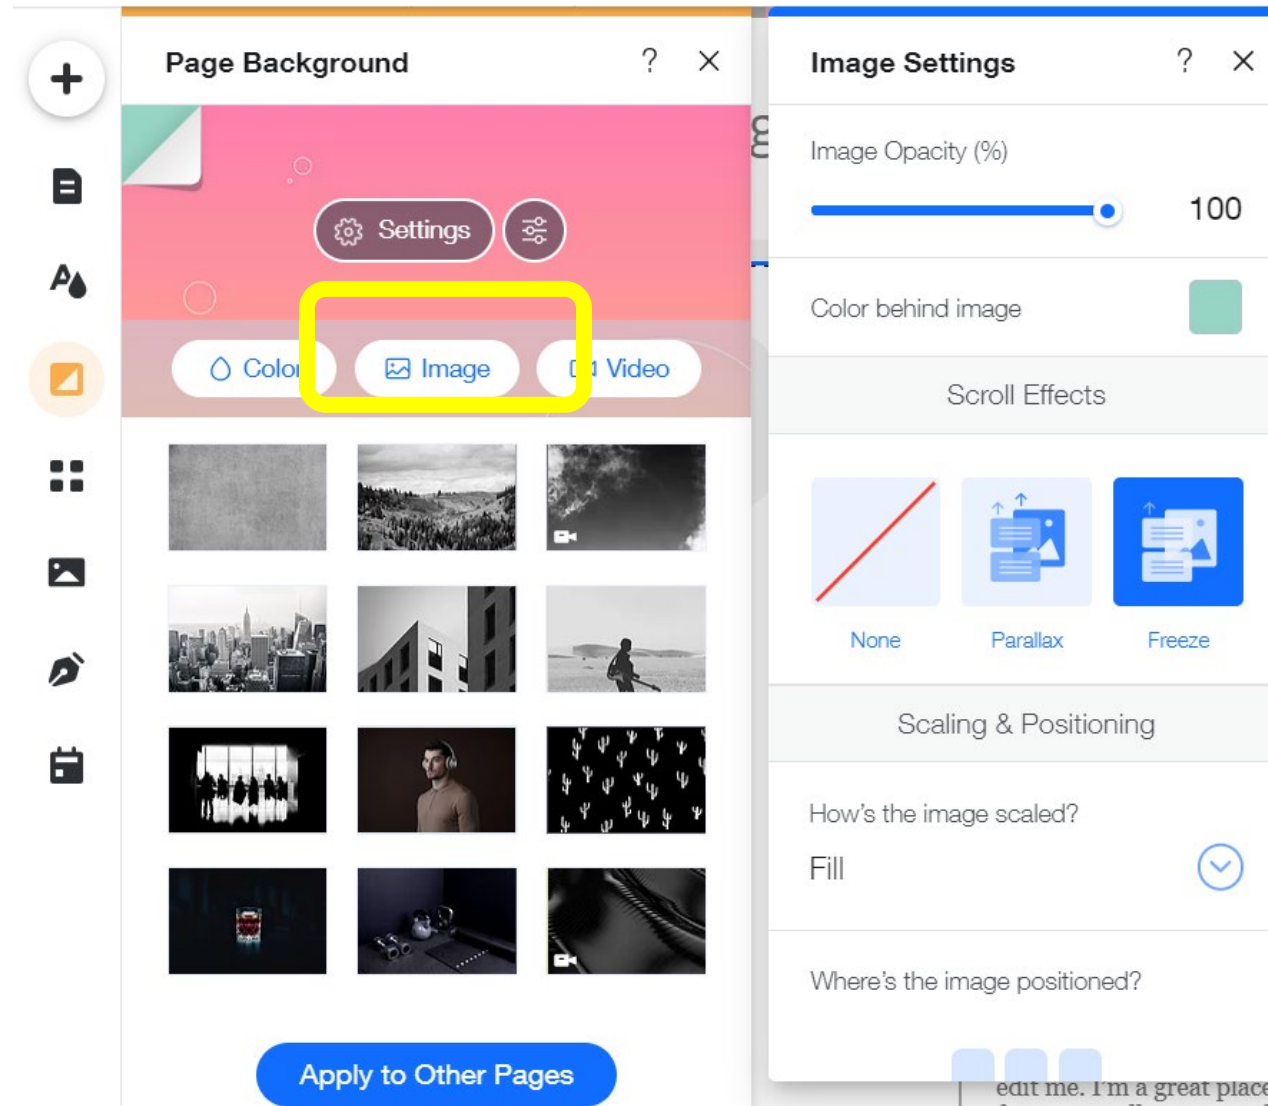 Page Background
?
Settings
Color
Image
Video
Apply to Other Pages
g
Image Settings
?
Image Opacity (%)
100
Color behind image
Scroll Effects
None
Parallax
Freeze
Scaling & Positioning
How's the image scaled?
Fill
Where's the image positioned?
edit me. I'm a great place